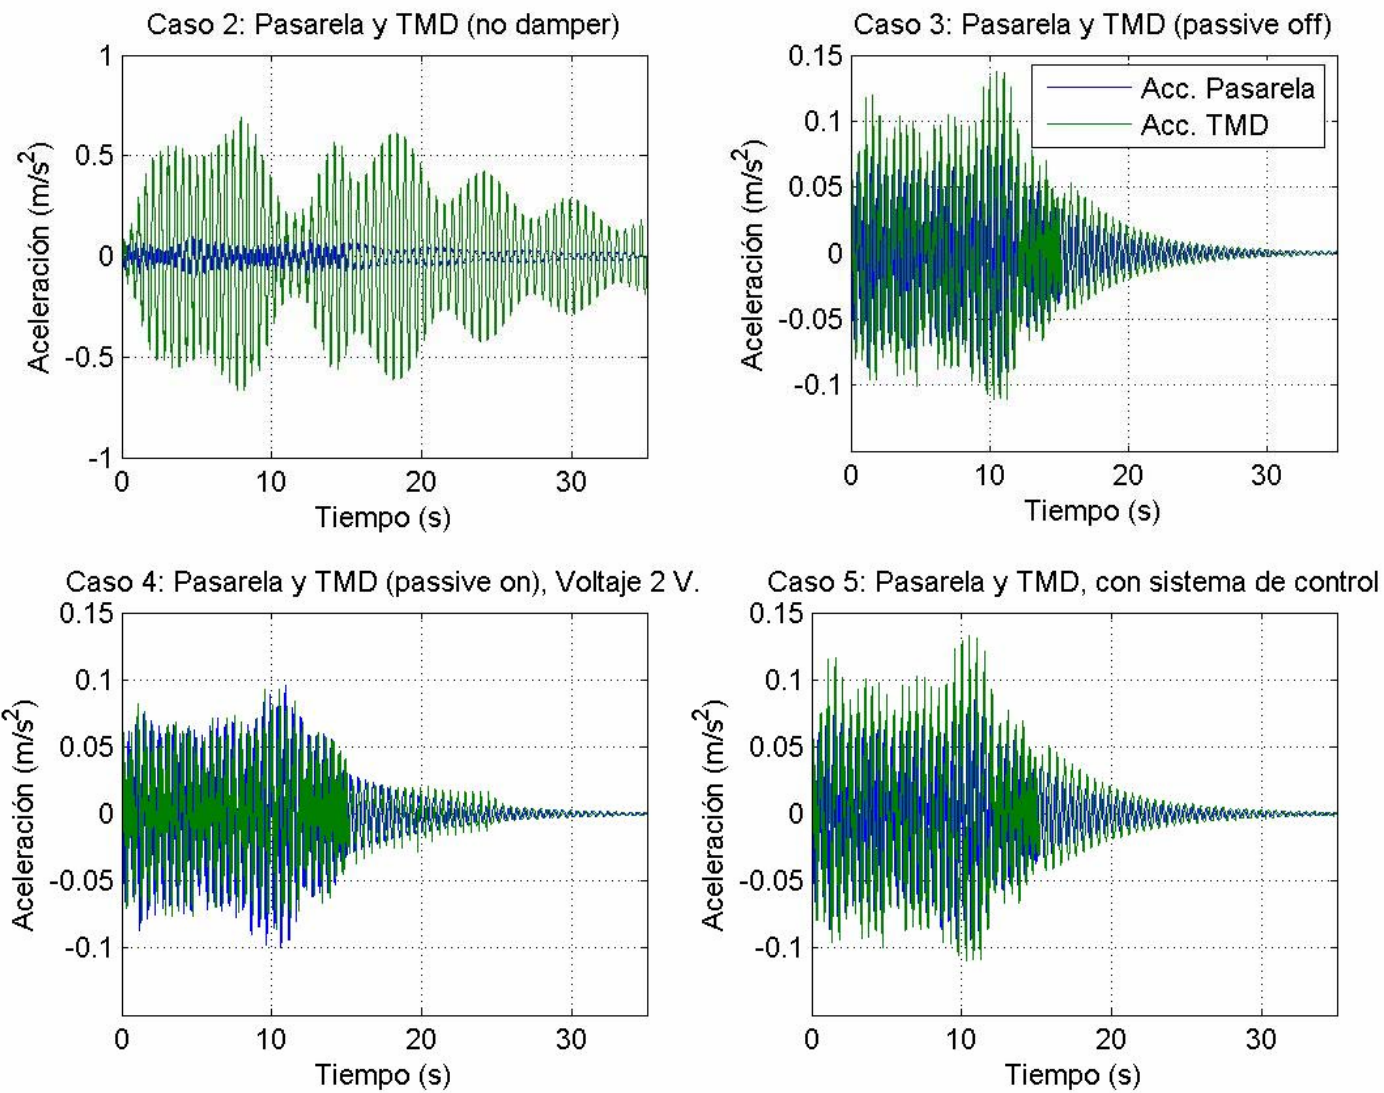 Caso 2: Pasarela y TMD (no damper)
1
0.5
0
-0.5
-1
Aceleración (m/s²)
0 10 20 30
Tiempo (s)
Caso 3: Pasarela y TMD (passive off)
0.15
0.1
0.05
0
-0.05
-0.1
Aceleración (m/s²)
Acc. Pasarela
Acc. TMD
0 10 20 30
Tiempo (s)
Caso 4: Pasarela y TMD (passive on), Voltaje 2 V.
0.15
0.1
0.05
0
-0.05
-0.1
Aceleración (m/s²)
0 10 20 30
Tiempo (s)
Caso 5: Pasarela y TMD, con sistema de control
0.15
0.1
0.05
0
-0.05
-0.1
Aceleración (m/s²)
0 10 20 30
Tiempo (s)